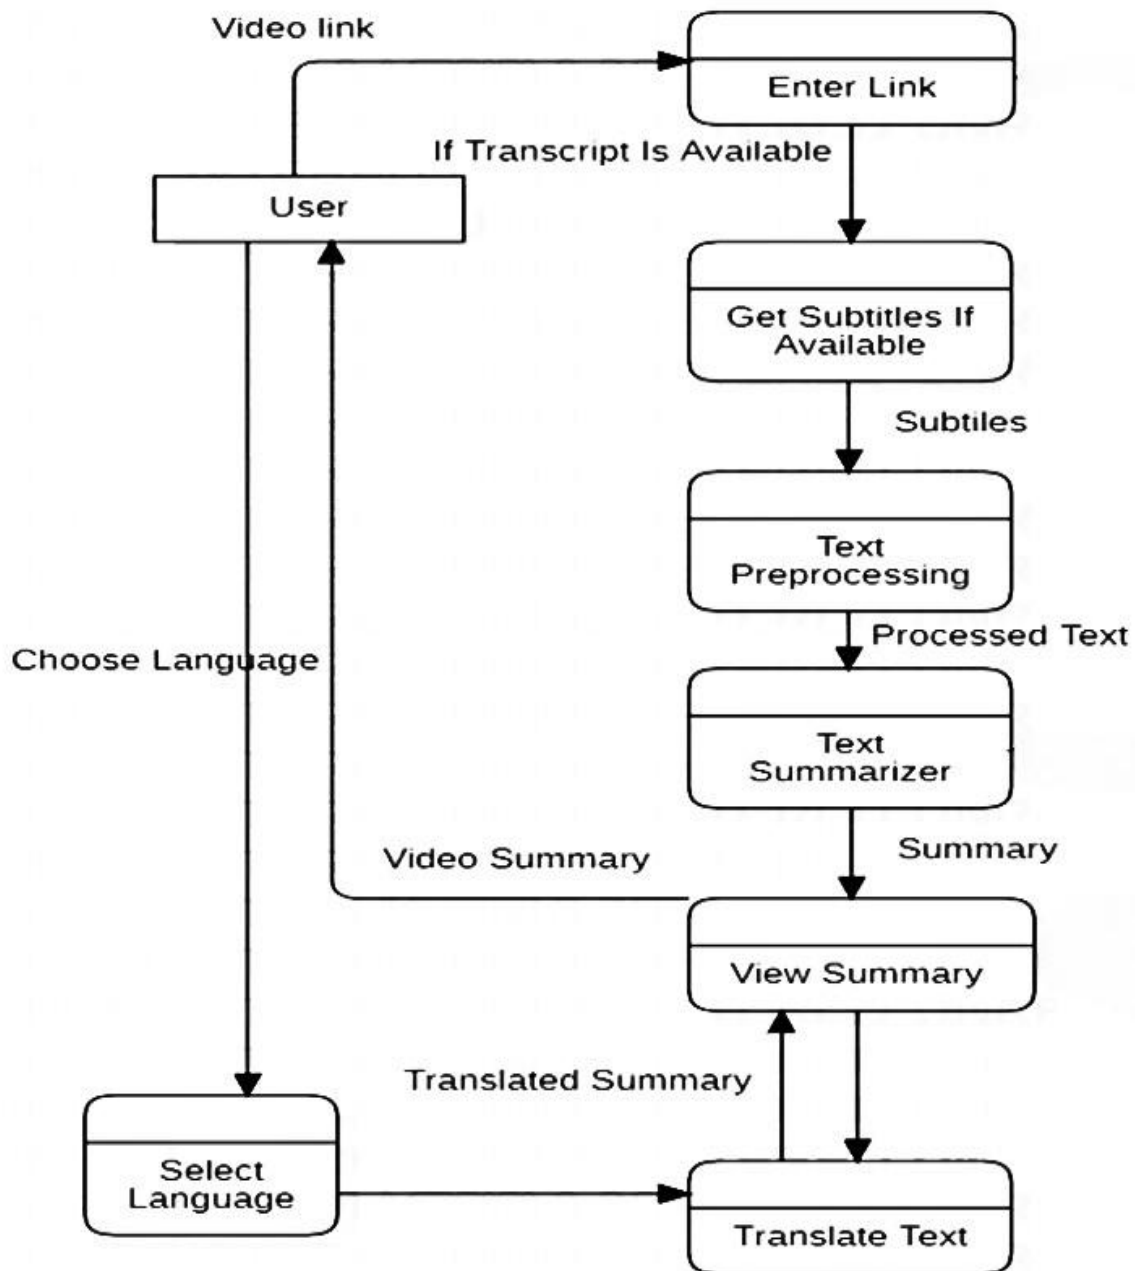 Video link
Enter Link
If Transcript Is Available
User
Get Subtitles If
Available
Subtiles
Text
Preprocessing
Processed Text
Choose Language
Text
Summarizer
Summary
Video Summary
View Summary
Translated Summary
Select
Language
Translate Text